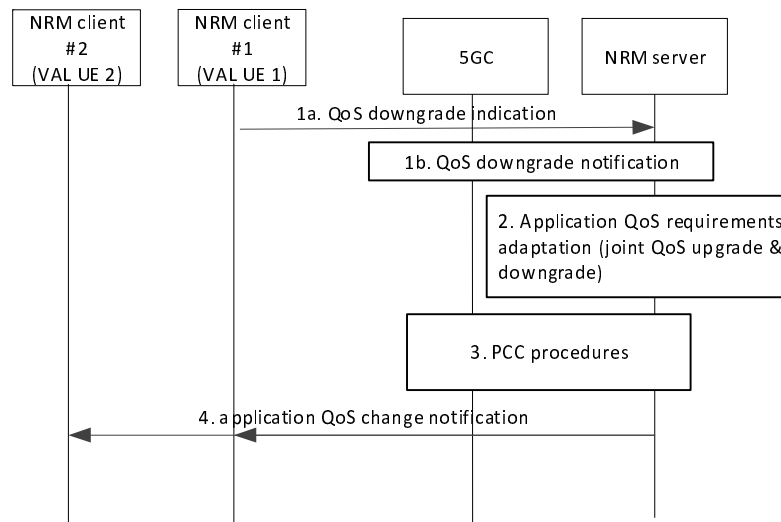 NRM client
#2
(VAL UE 2)
NRM client
#1
(VAL UE 1)
5GC
NRM server
1a. QoS downgrade indication
1b. QoS downgrade notification
2. Application QoS requirements
adaptation (joint QoS upgrade &
downgrade)
3. PCC procedures
4. application QoS change notification